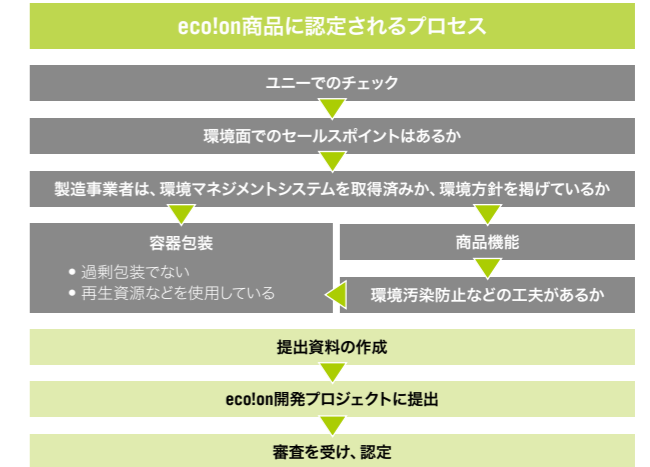 eco!on商品に認定されるプロセス
ユニーでのチェック
環境面でのセールスポイントはあるか
製造事業者は、環境マネジメントシステムを取得済みか、環境方針を掲げているか
容器包装
• 過剰包装でない
• 再生資源などを使用している
商品機能
環境汚染防止などの工夫があるか
提出資料の作成
eco!on開発プロジェクトに提出
審査を受け、認定